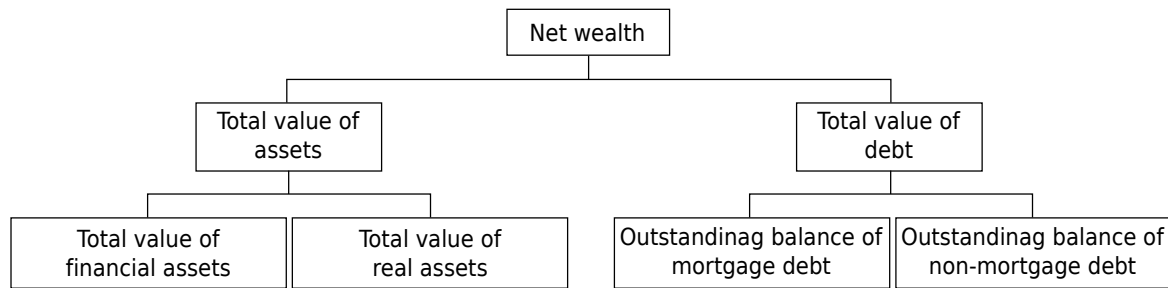 Net wealth
Total value of
assets
Total value of
debt
Total value of
financial assets
Total value of
real assets
Outstandinag balance of
mortgage debt
Outstandinag balance of
non-mortgage debt